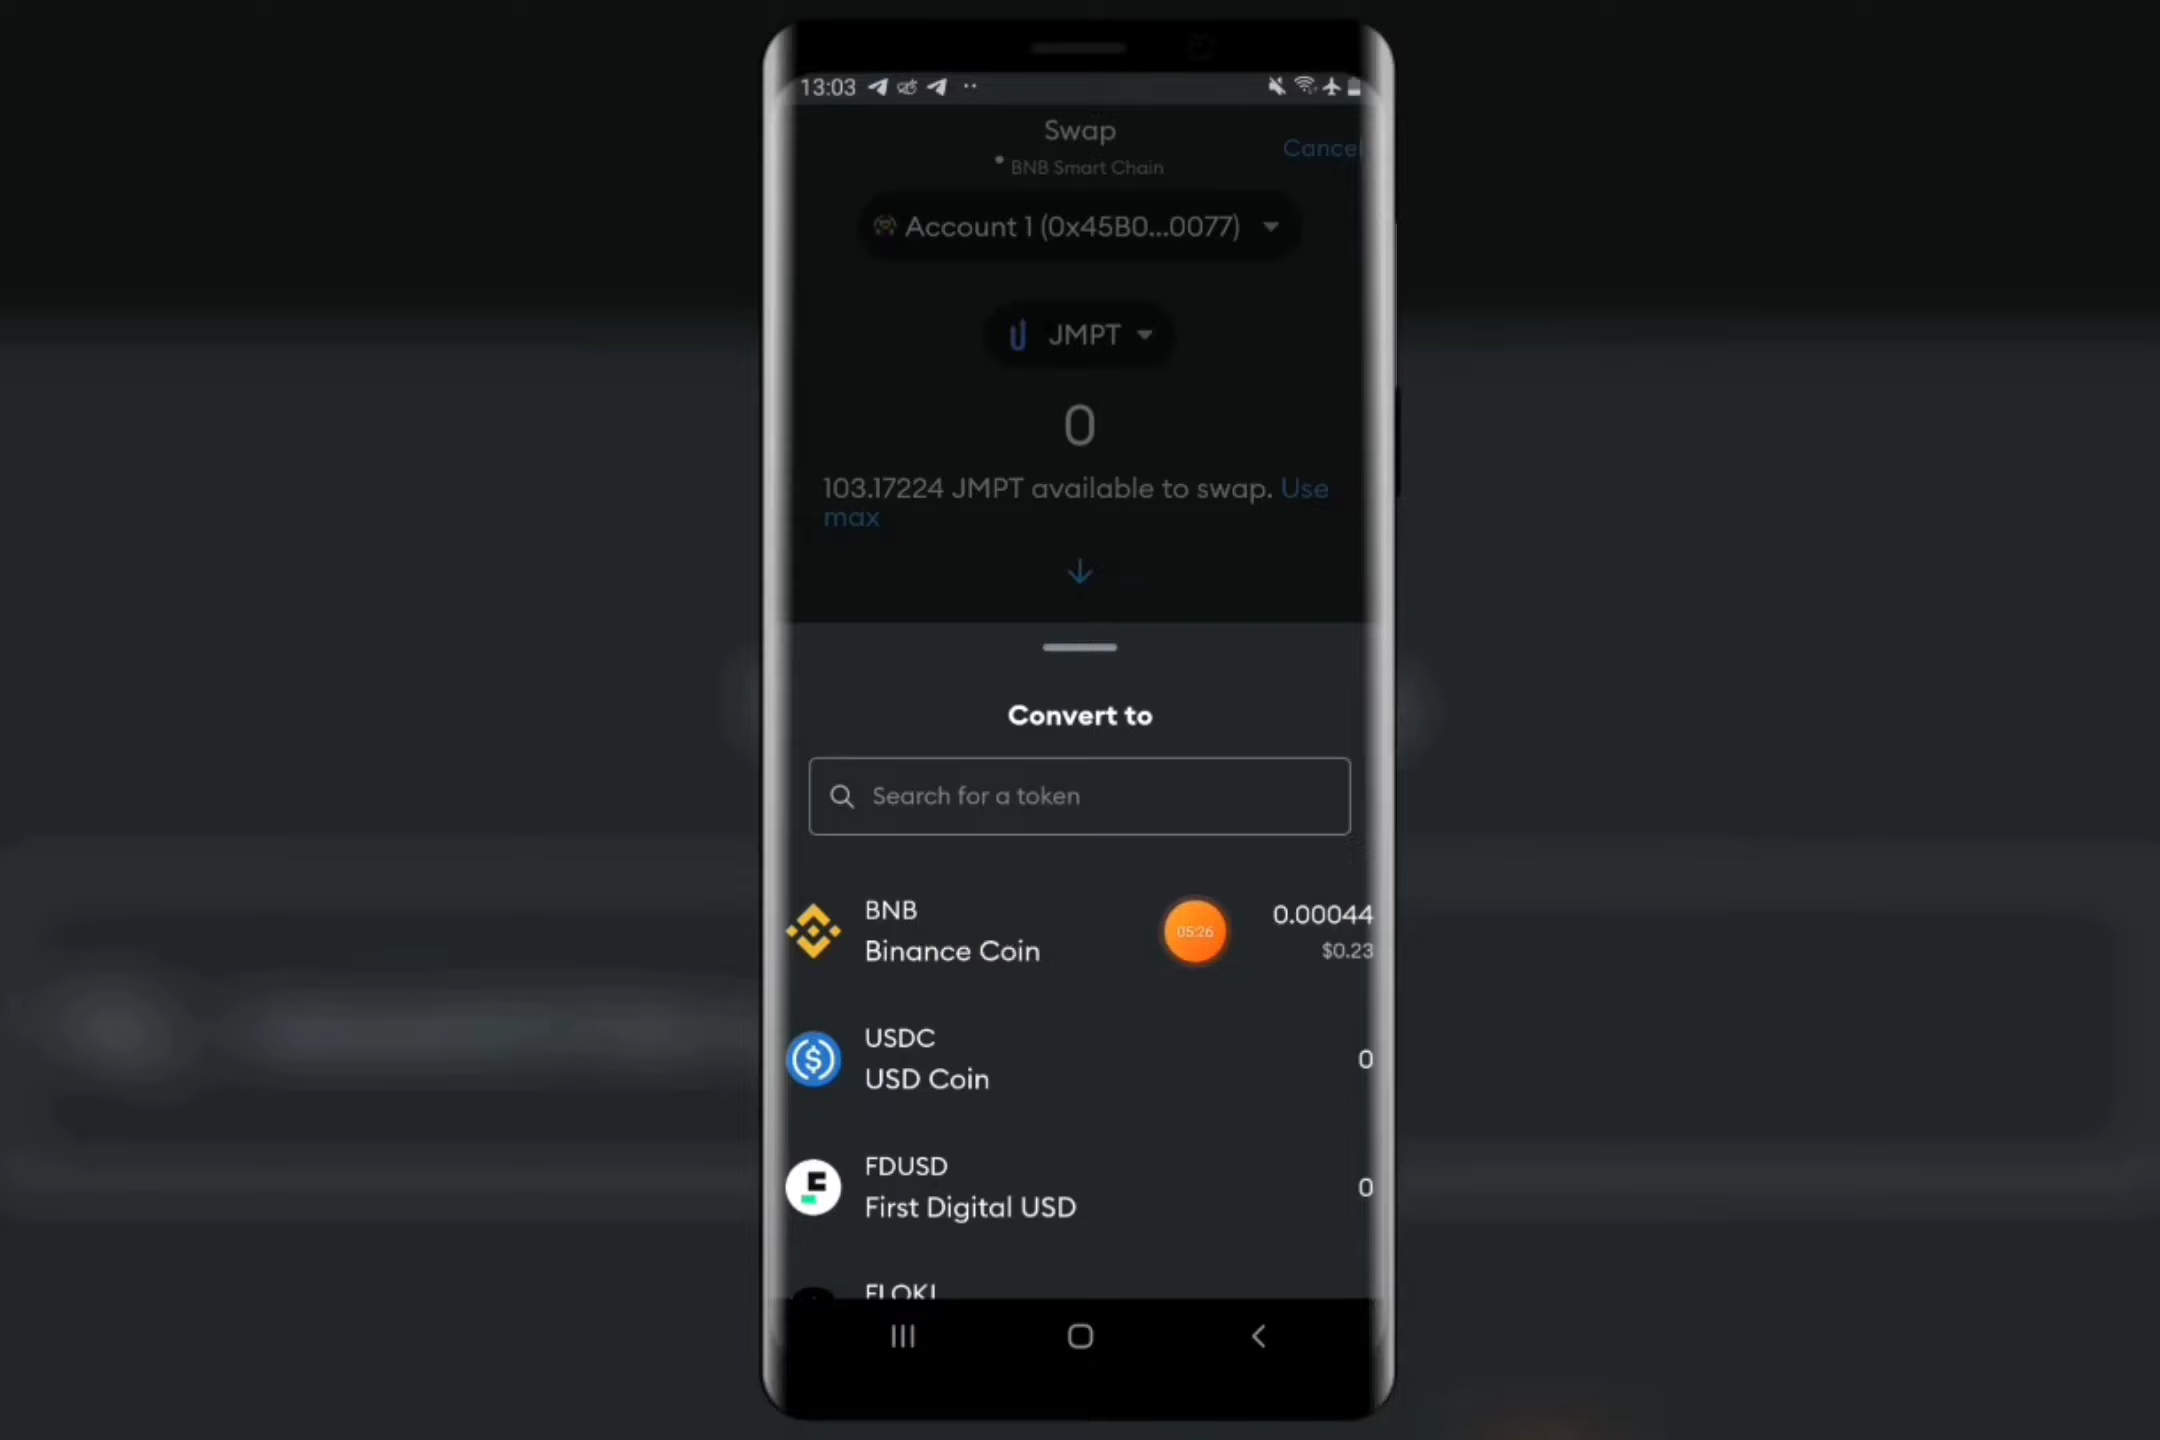 13:03
Swap
Cancel
BNB Smart Chain
Account 1 (0x45B0...0077)
JMPT
0
103.17224 JMPT available to swap. Use
max
Convert to
Search for a token
BNB
0.00044
Binance Coin
$0.23
05:26
USDC
USD Coin
0
FDUSD
First Digital USD
0
FLOKI